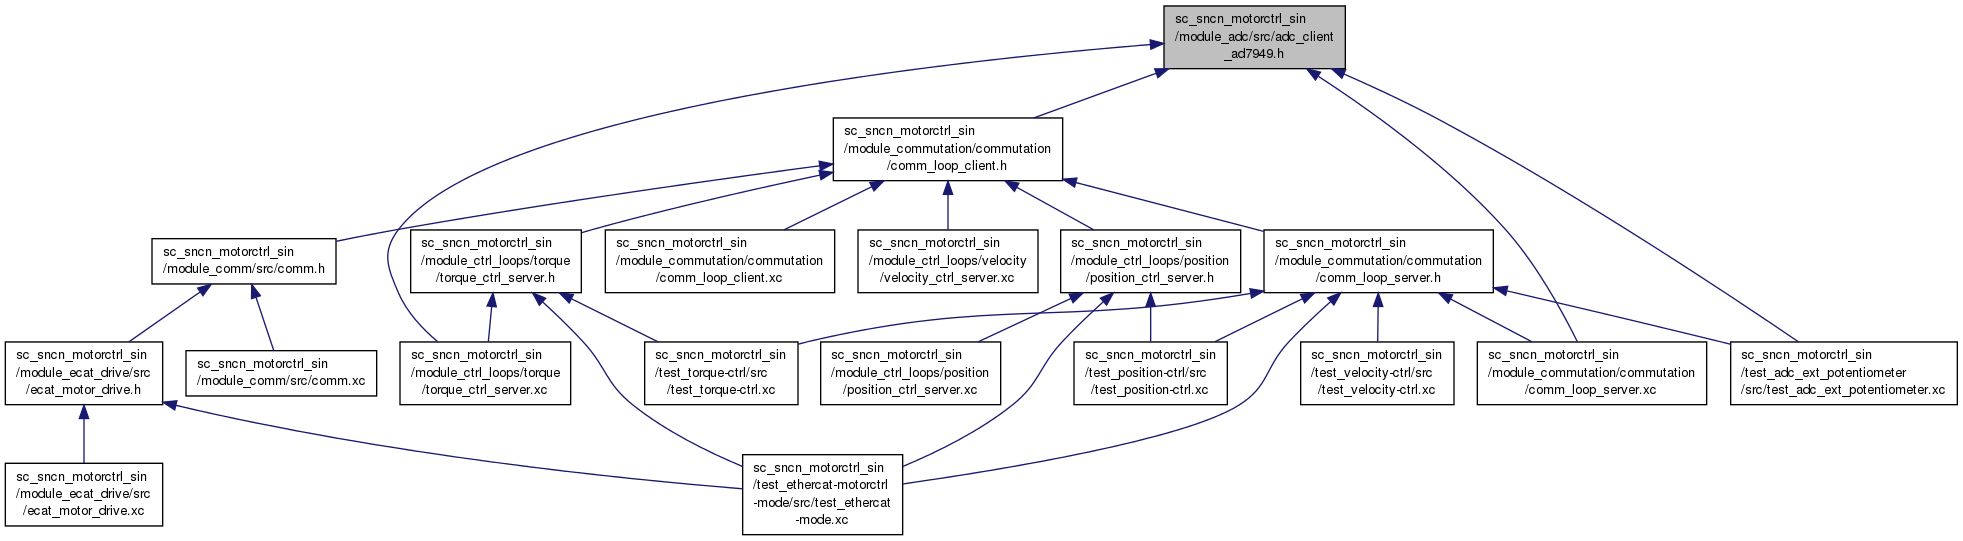 sc_sncn_motorctrl_sin
/module_adc/src/adc_client
_ad7949.h
sc_sncn_motorctrl_sin
/module_commutation/commutation
/comm_loop_client.h
sc_sncn_motorctrl_sin
/module_comm/src/comm.h
sc_sncn_motorctrl_sin
/module_ctrl_loops/torque
/torque_ctrl_server.h
sc_sncn_motorctrl_sin
/module_commutation/commutation
/comm_loop_client.xc
sc_sncn_motorctrl_sin
/module_ctrl_loops/velocity
/velocity_ctrl_server.xc
sc_sncn_motorctrl_sin
/module_ctrl_loops/position
/position_ctrl_server.h
sc_sncn_motorctrl_sin
/module_commutation/commutation
/comm_loop_server.h
sc_sncn_motorctrl_sin
/module_ecat_drive/src
/ecat_motor_drive.h
sc_sncn_motorctrl_sin
/module_comm/src/comm.xc
sc_sncn_motorctrl_sin
/module_ctrl_loops/torque
/torque_ctrl_server.xc
sc_sncn_motorctrl_sin
/test_torque-ctrl/src
/test_torque-ctrl.xc
sc_sncn_motorctrl_sin
/module_ctrl_loops/position
/position_ctrl_server.xc
sc_sncn_motorctrl_sin
/test_position-ctrl/src
/test_position-ctrl.xc
sc_sncn_motorctrl_sin
/test_velocity-ctrl/src
/test_velocity-ctrl.xc
sc_sncn_motorctrl_sin
/module_commutation/commutation
/comm_loop_server.xc
sc_sncn_motorctrl_sin
/test_adc_ext_potentiometer
/src/test_adc_ext_potentiometer.xc
sc_sncn_motorctrl_sin
/module_ecat_drive/src
/ecat_motor_drive.xc
sc_sncn_motorctrl_sin
/test_ethercat-motorctrl
-mode/src/test_ethercat
-mode.xc